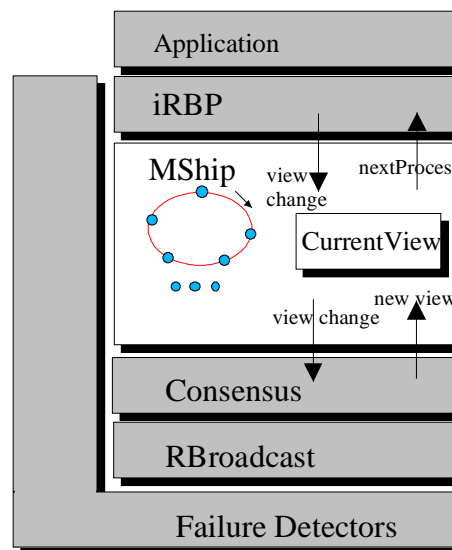 Application
iRBP
MShip
view
change
nextProces
CurrentView
view change
new view
Consensus
RBroadcast
Failure Detectors